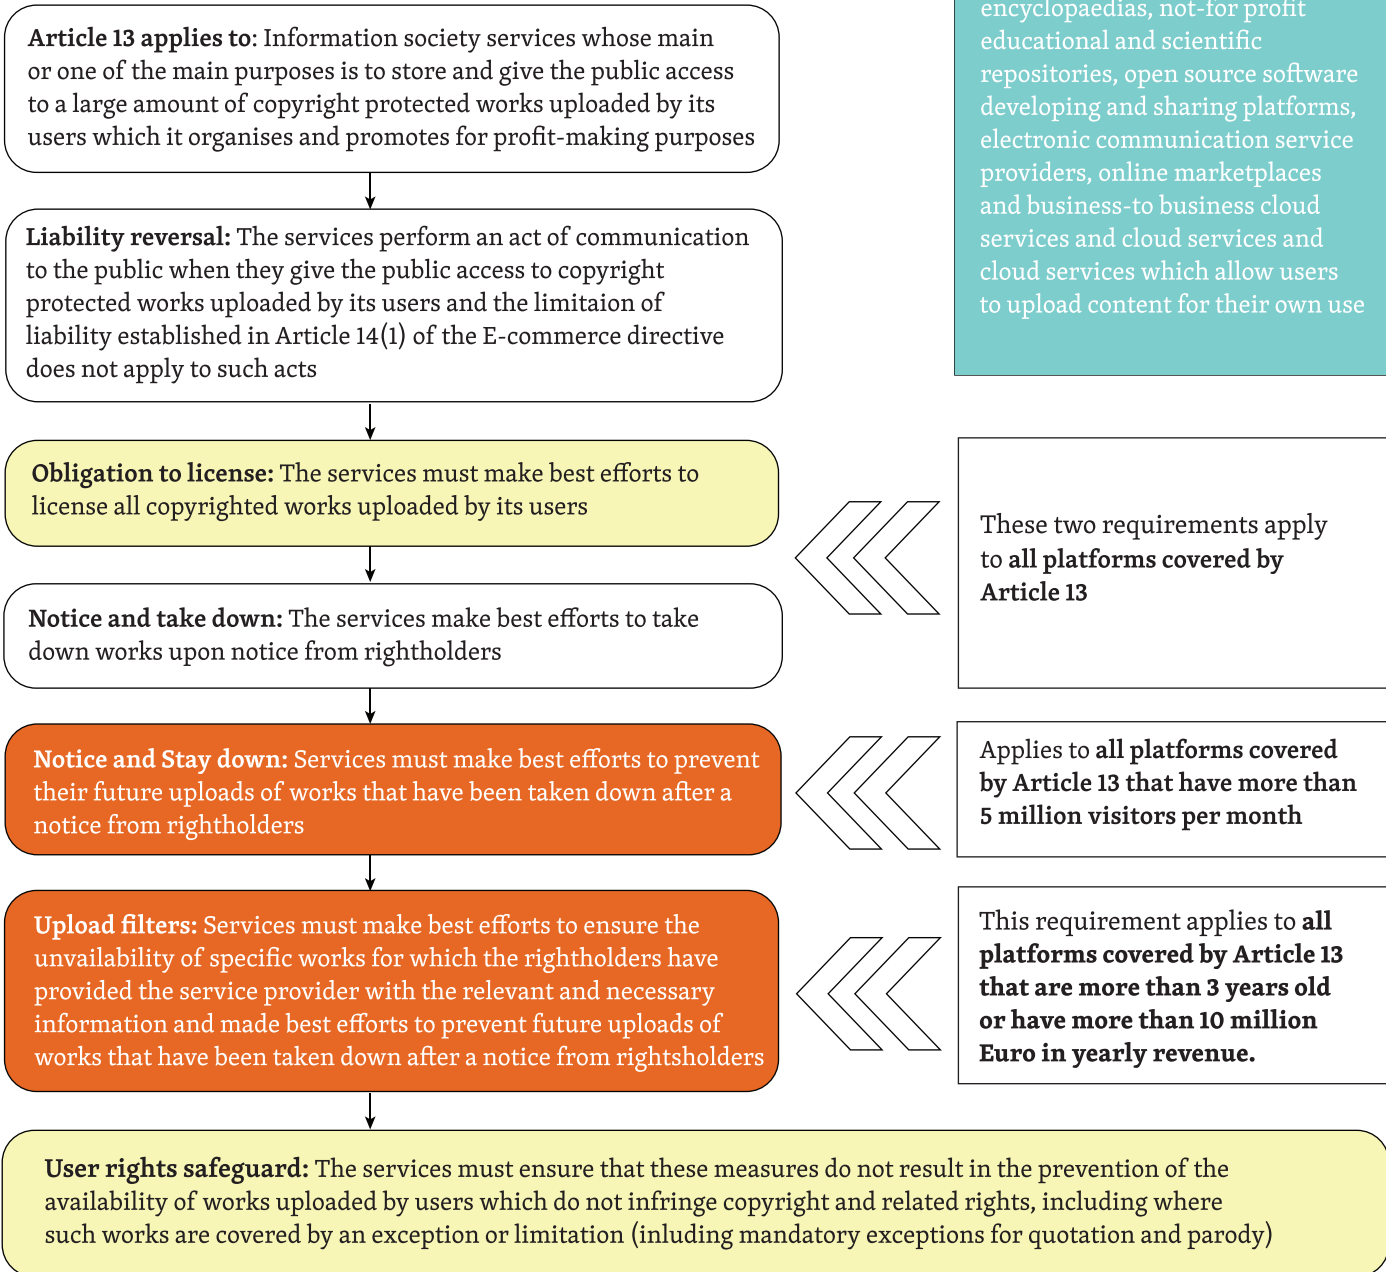 Article 13 applies to: Information society services whose main
or one of the main purposes is to store and give the public access
to a large amount of copyright protected works uploaded by its
users which it organises and promotes for profit-making purposes
encyclopaedias, not-for profit
educational and scientific
repositories, open source software
developing and sharing platforms,
electronic communication service
providers, online marketplaces
and business-to business cloud
services and cloud services and
cloud services which allow users
to upload content for their own use
Liability reversal: The services perform an act of communication
to the public when they give the public access to copyright
protected works uploaded by its users and the limitaion of
liability established in Article 14(1) of the E-commerce directive
does not apply to such acts
Obligation to license: The services must make best efforts to
license all copyrighted works uploaded by its users
Notice and take down: The services make best efforts to take
down works upon notice from rightholders
These two requirements apply
to all platforms covered by
Article 13
Notice and Stay down: Services must make best efforts to prevent
their future uploads of works that have been taken down after a
notice from rightholders
Applies to all platforms covered
by Article 13 that have more than
5 million visitors per month
Upload filters: Services must make best efforts to ensure the
unvailability of specific works for which the rightholders have
provided the service provider with the relevant and necessary
information and made best efforts to prevent future uploads of
works that have been taken down after a notice from rightsholders
This requirement applies to all
platforms covered by Article 13
that are more than 3 years old
or have more than 10 million
Euro in yearly revenue.
User rights safeguard: The services must ensure that these measures do not result in the prevention of the
availability of works uploaded by users which do not infringe copyright and related rights, including where
such works are covered by an exception or limitation (inluding mandatory exceptions for quotation and parody)